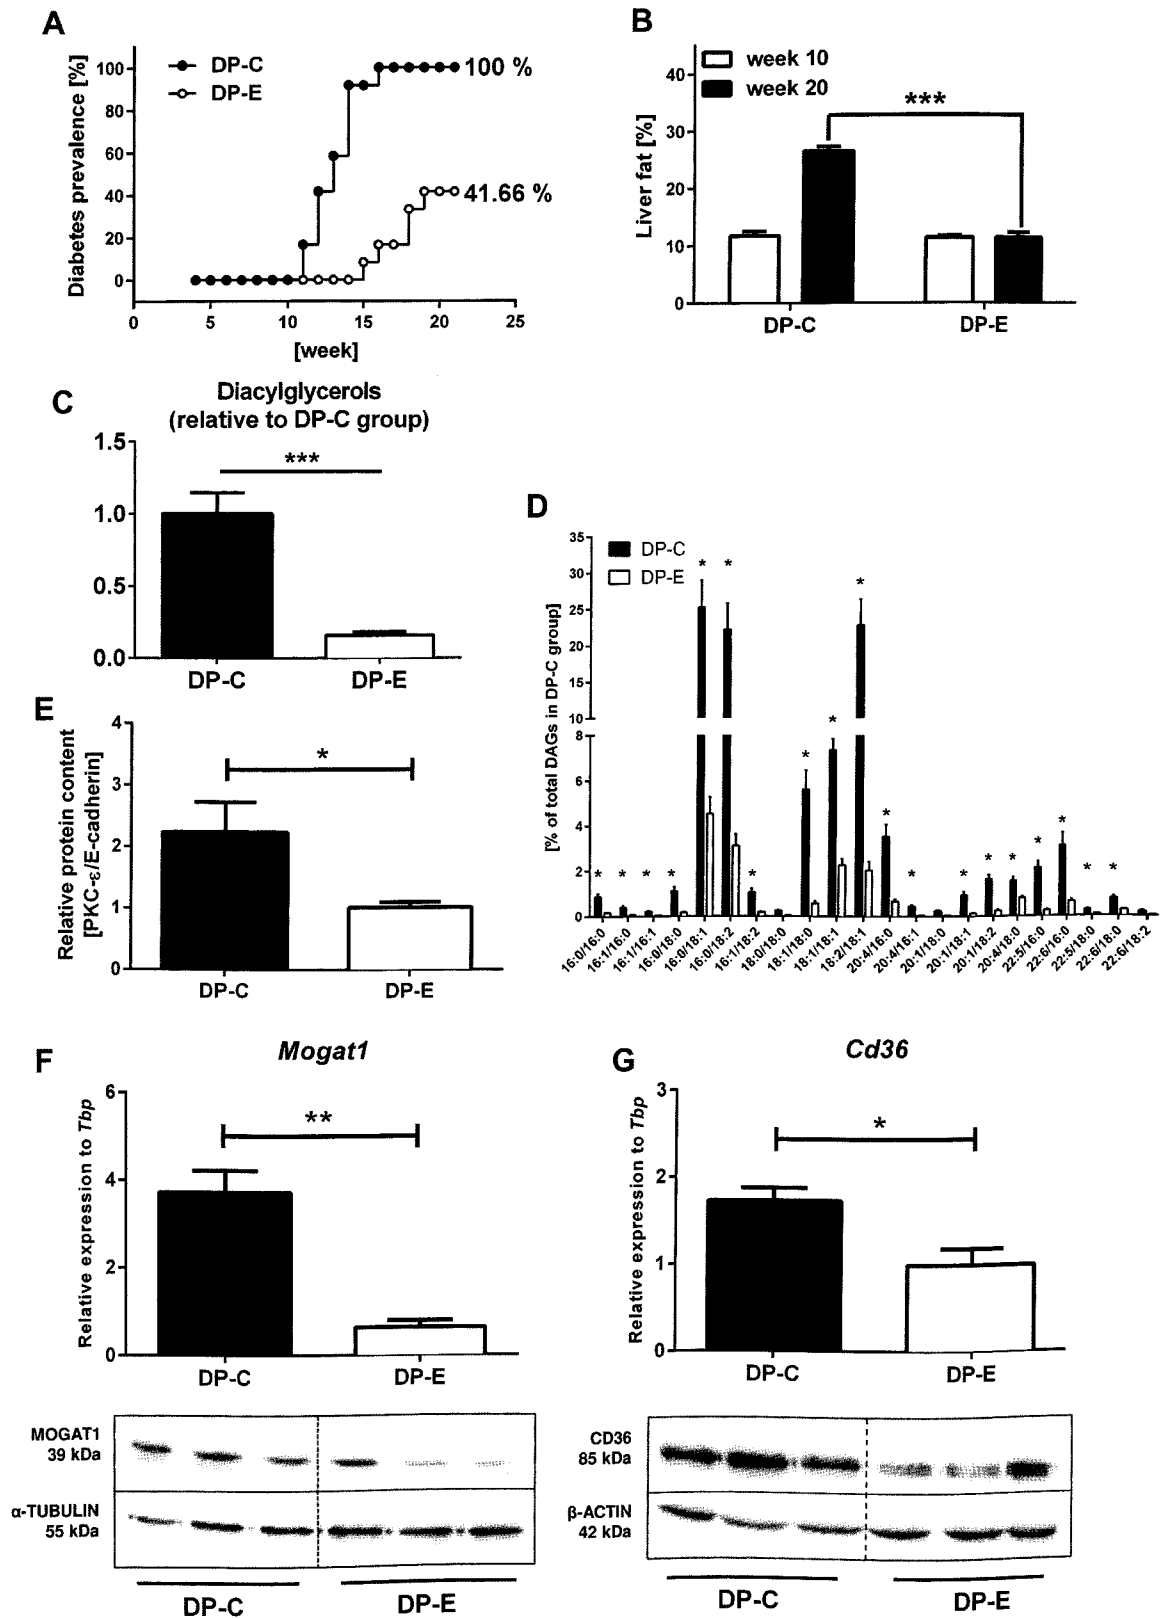 A
Diabetes prevalence [%]
100
80
60
40
20
0
DP-C
DP-E
100 %
41.66 %
0
5
10
15
20
25
[week]
B
Liver fat [%]
40
30
20
10
0
week 10
week 20
***
DP-C
DP-E
C
Diacylglycerols
(relative to DP-C group)
1.5
1.0
0.5
0.0
***
DP-C
DP-E
D
[% of total DAGs in DP-C group]
35
30
25
20
15
10
8
6
4
2
0
DP-C
DP-E
* * * * * * * * * * * * * * * * * * *
16:0/16:0
16:1/16:0
16:1/16:1
16:0/18:0
16:0/18:1
16:0/18:2
16:1/18:2
18:0/18:0
18:1/18:0
18:1/18:1
18:2/18:1
20:4/16:0
20:4/16:1
20:1/18:0
20:1/18:1
20:1/18:2
20:4/18:0
22:5/16:0
22:6/16:0
22:5/18:0
22:6/18:0
22:6/18:2
E
Relative protein content
[PKC-ε/E-cadherin]
4
3
2
1
0
*
DP-C
DP-E
F
Mogat1
Relative expression to Tbp
6
4
2
0
**
DP-C
DP-E
MOGAT1
39 kDa
α-TUBULIN
55 kDa
DP-C
DP-E
G
Cd36
Relative expression to Tbp
3
2
1
0
*
DP-C
DP-E
CD36
85 kDa
β-ACTIN
42 kDa
DP-C
DP-E